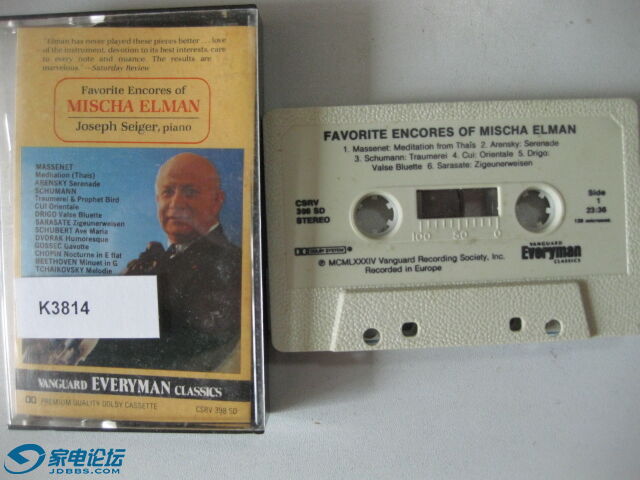 "Elman has never played these pieces better . . . love
of the instrument, devotion to its best interests, care
to every note and nuance. The results are
marvelous."—Saturday Review
Favorite Encores of
MISCHA ELMAN
Joseph Seiger, piano
MASSENET
Meditation (Thais)
ARENSKY Serenade
SCHUMANN
Traumerei & Prophet Bird
CUI Orientale
DRIGO Valse Bluette
SARASATE Zigeunerweisen
SCHUBERT Ave Maria
DVORAK Humoresque
GOSSEC Gavotte
CHOPIN Nocturne in E flat
BEETHOVEN Minuet in G
TCHAIKOVSKY Melodie
K3814
VANGUARD EVERYMAN CLASSICS
PREMIUM QUALITY DOLBY CASSETTE
CSRV 398 SD
FAVORITE ENCORES OF MISCHA ELMAN
1. Massenet: Meditation from Thaïs 2. Arensky: Serenade
3. Schumann: Traumerei 4. Cui: Orientale 5. Drigo:
Valse Bluette 6. Sarasate: Zigeunerweisen
CSRV
398 SD
STEREO
Side
1
23:36
100 50 0
DOLBY SYSTEM
VANGUARD
Everyman
CLASSICS
℗ MCMLXXXIV Vanguard Recording Society, Inc.
Recorded in Europe
家电论坛
JDBBS.COM